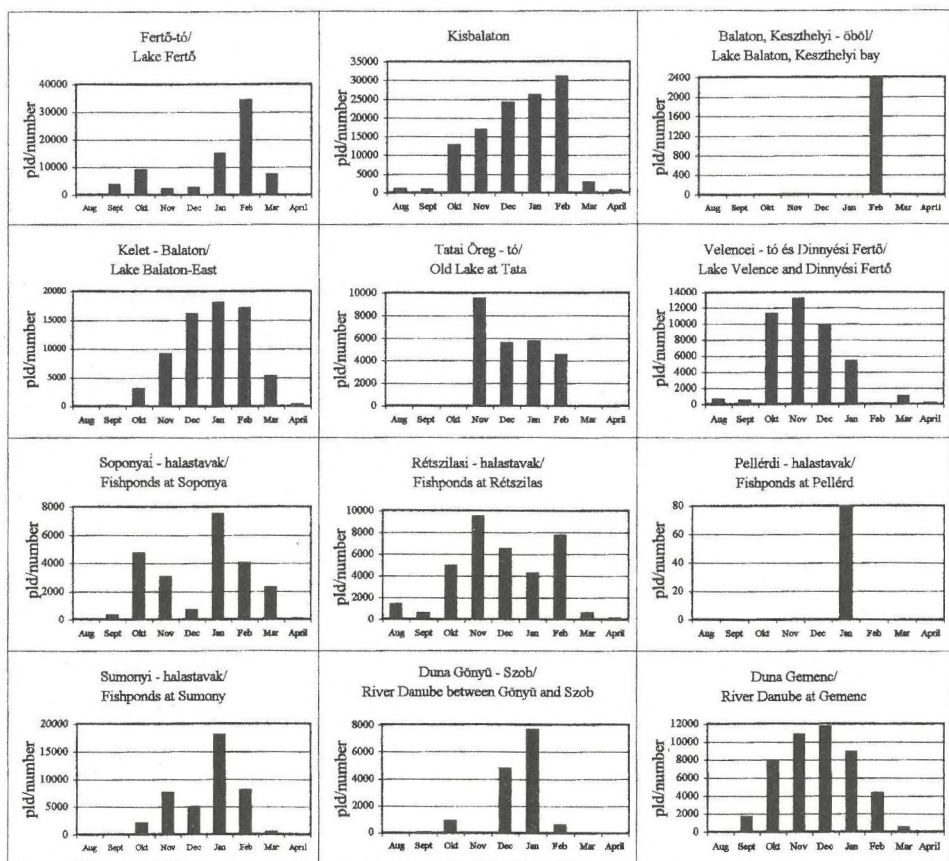 Fertő-tó/
Lake Fertő
pld/number
40000
30000
20000
10000
0
Aug Sept Okt Nov Dec Jan Feb Mar April
Kisbalaton
pld/number
35000
30000
25000
20000
15000
10000
5000
0
Aug Sept Okt Nov Dec Jan Feb Mar April
Balaton, Keszthelyi - öböl/
Lake Balaton, Keszthelyi bay
pld/number
2400
2000
1600
1200
800
400
0
Aug Sept Okt Nov Dec Jan Feb Mar April
Kelet - Balaton/
Lake Balaton-East
pld/number
20000
15000
10000
5000
0
Aug Sept Okt Nov Dec Jan Feb Mar April
Tatai Öreg - tó/
Old Lake at Tata
pld/number
10000
8000
6000
4000
2000
0
Aug Sept Okt Nov Dec Jan Feb Mar April
Velencei - tó és Dinnyési Fertő/
Lake Velence and Dinnyési Fertő
pld/number
14000
12000
10000
8000
6000
4000
2000
0
Aug Sept Okt Nov Dec Jan Feb Mar April
Soponyai - halastavak/
Fishponds at Soponya
pld/number
8000
6000
4000
2000
0
Aug Sept Okt Nov Dec Jan Feb Mar April
Rétszilasi - halastavak/
Fishponds at Rétszilas
pld/number
10000
8000
6000
4000
2000
0
Aug Sept Okt Nov Dec Jan Feb Mar April
Pellérdi - halastavak/
Fishponds at Pellérd
pld/number
80
60
40
20
0
Aug Sept Okt Nov Dec Jan Feb Mar April
Sumonyi - halastavak/
Fishponds at Sumony
pld/number
20000
15000
10000
5000
0
Aug Sept Okt Nov Dec Jan Feb Mar April
Duna Gönyű - Szob/
River Danube between Gönyű and Szob
pld/number
8000
6000
4000
2000
0
Aug Sept Okt Nov Dec Jan Feb Mar April
Duna Gemenc/
River Danube at Gemenc
pld/number
12000
10000
8000
6000
4000
2000
0
Aug Sept Okt Nov Dec Jan Feb Mar April